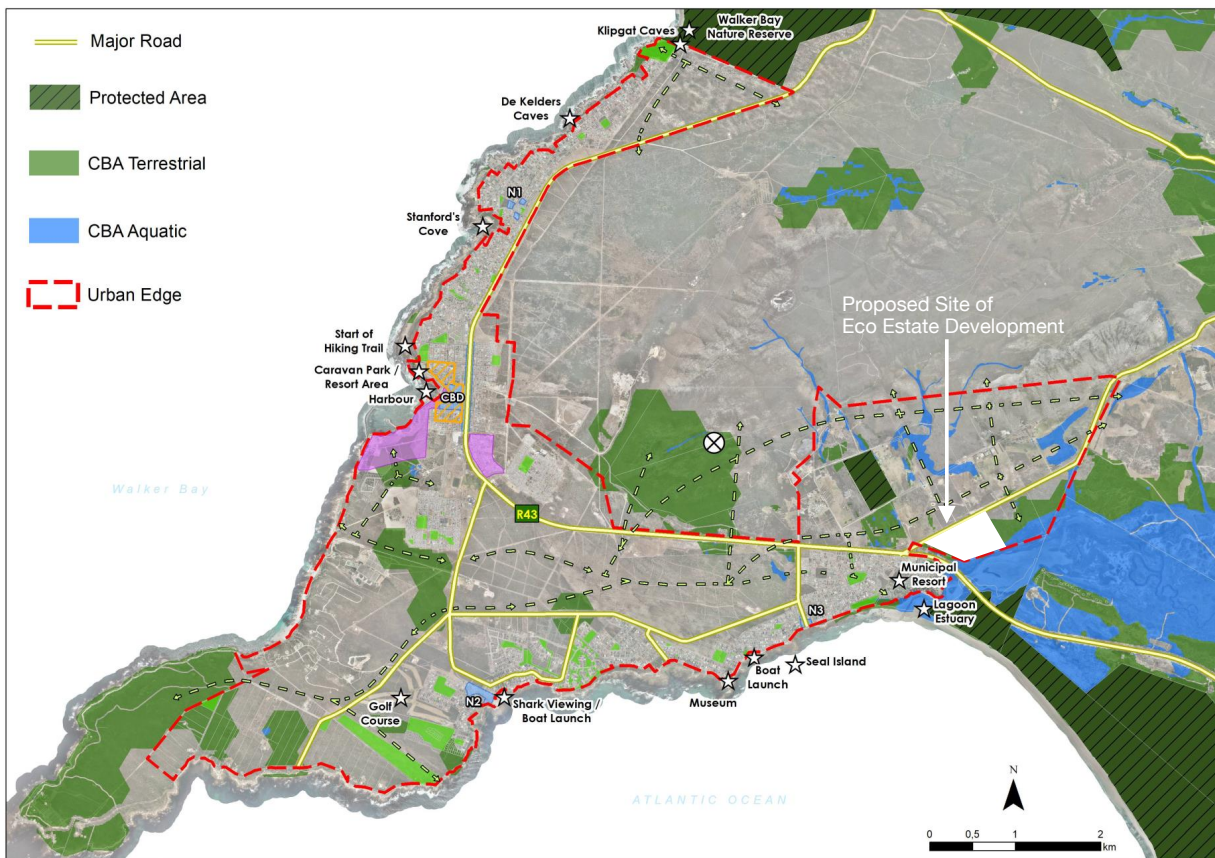 Major Road
Protected Area
CBA Terrestrial
CBA Aquatic
Urban Edge
Walker Bay
Nature Reserve
Klipgat Caves
De Kelders
Caves
N1
Stanford's
Cove
Start of
Hiking Trail
Caravan Park /
Resort Area
Harbour
CBD
Walker Bay
R43
Proposed Site of
Eco Estate Development
Municipal
Resort
Lagoon
Estuary
N3
Seal Island
Boat
Launch
Museum
N2
Shark Viewing /
Boat Launch
Golf
Course
ATLANTIC OCEAN
N
0 0,5 1 2
km